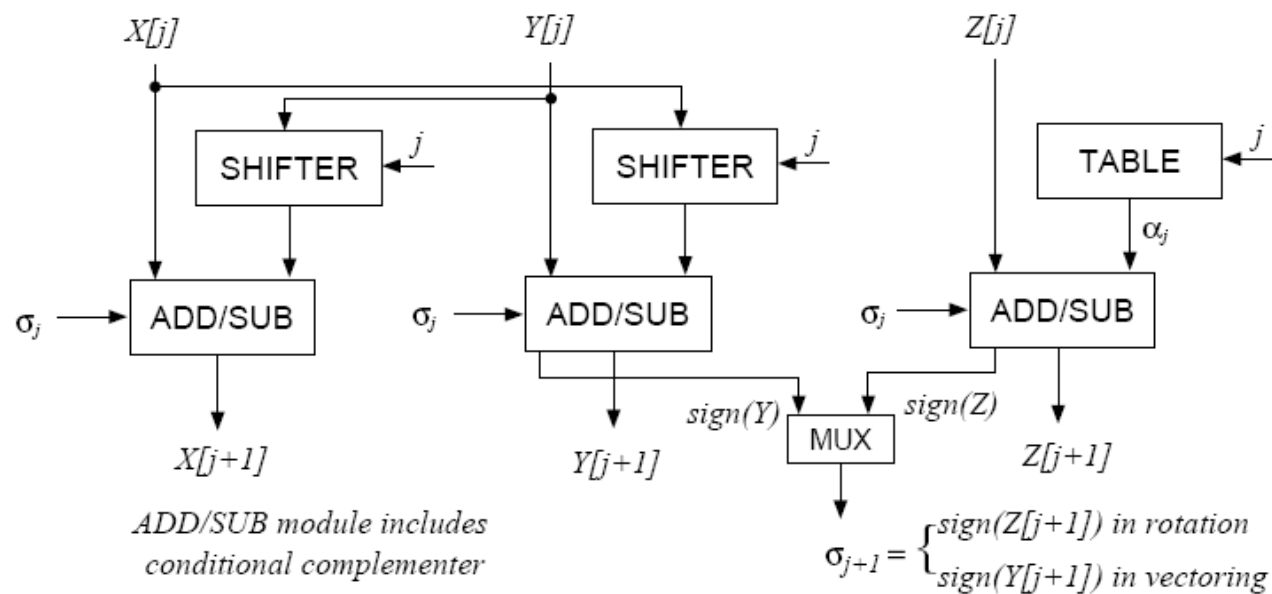 X[j]
Y[j]
Z[j]
SHIFTER
j
SHIFTER
j
TABLE
j
αj
σj
ADD/SUB
σj
ADD/SUB
σj
ADD/SUB
sign(Y)
sign(Z)
MUX
X[j+1]
Y[j+1]
Z[j+1]
ADD/SUB module includes
conditional complementer
σj+1 = { sign(Z[j+1]) in rotation
sign(Y[j+1]) in vectoring